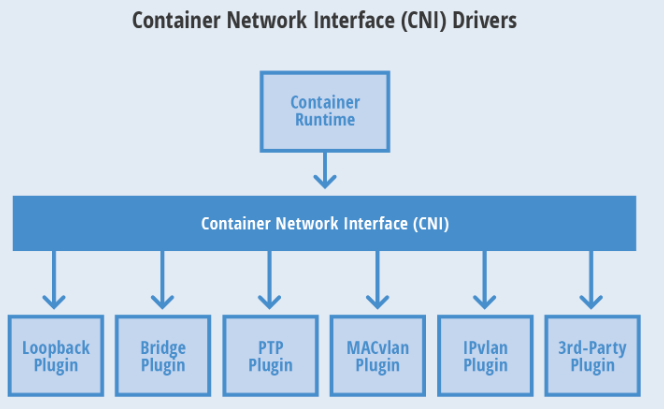 Container Network Interface (CNI) Drivers
Container
Runtime
Container Network Interface (CNI)
Loopback
Plugin
Bridge
Plugin
PTP
Plugin
MACvlan
Plugin
IPvlan
Plugin
3rd-Party
Plugin